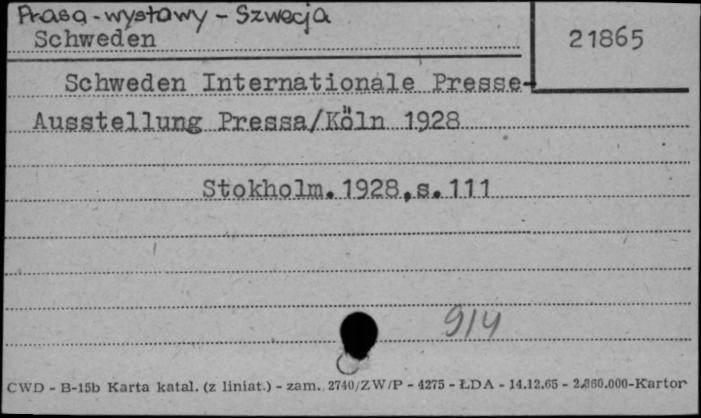 Prasa - wystawy - Szwecja
Schweden
21865
Schweden Internationale Presse-
Ausstellung Pressa/Köln 1928
Stokholm.1928,s.111
914
CWD - B-15b Karta katal. (z liniat.) - zam. 2740/ZW/P - 4275 - ŁDA - 14.12.65 - 2.860.000-Kartor